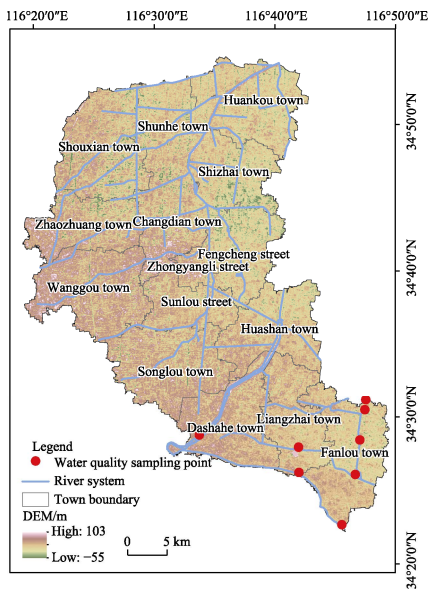 116°20′0″E 116°30′0″E 116°40′0″E 116°50′0″E
Huankou town
Shunhe town
34°50′0″N
Shouxian town
Shizhai town
Zhaozhuang town Changdian town
Fengcheng street
Zhongyangli street
34°40′0″N
Wanggou town
Sunlou street
Huashan town
Songlou town
Liangzhai town
34°30′0″N
Dashahe town
Fanlou town
Legend
Water quality sampling point
River system
Town boundary
DEM/m
High: 103
Low: −55
0 5 km
34°20′0″N